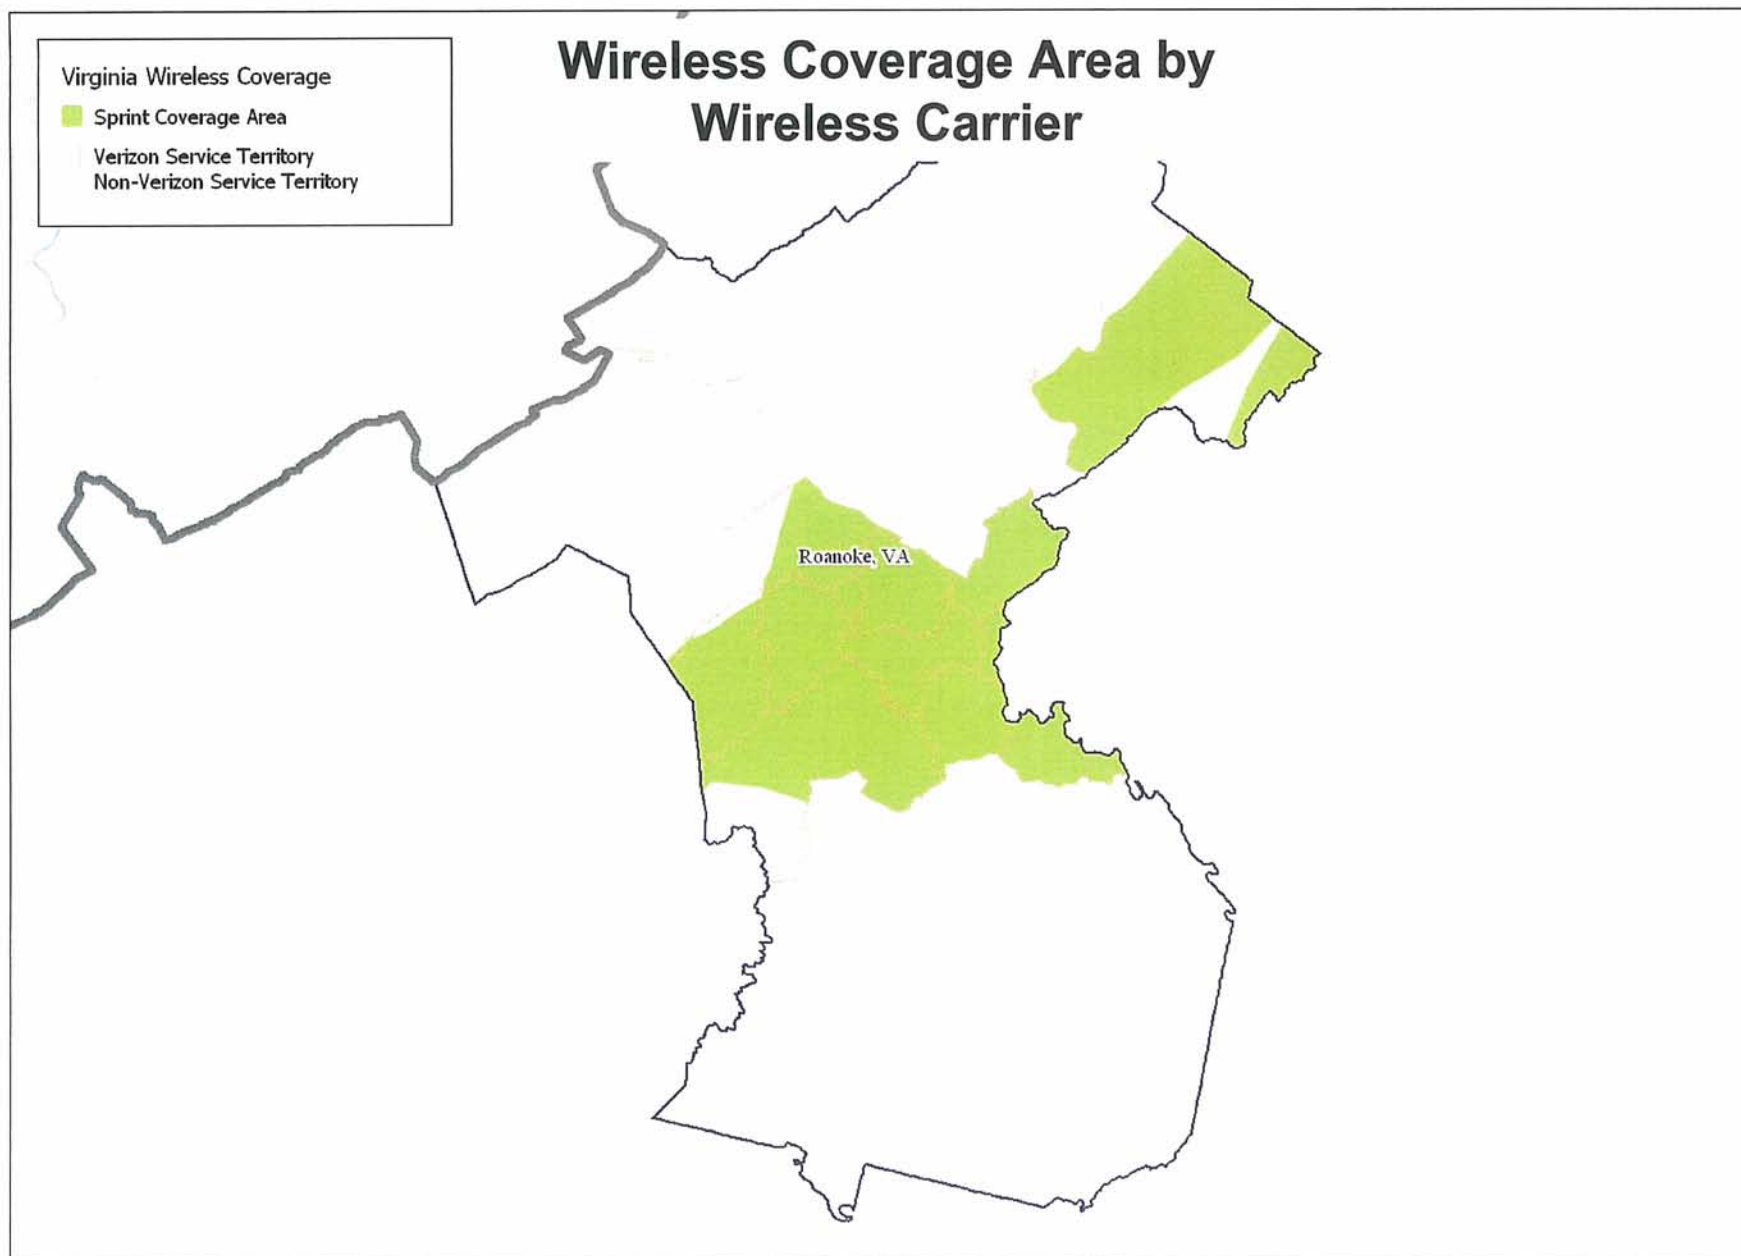 Wireless Coverage Area by
Wireless Carrier
Virginia Wireless Coverage
Sprint Coverage Area
Verizon Service Territory
Non-Verizon Service Territory
Roanoke, VA